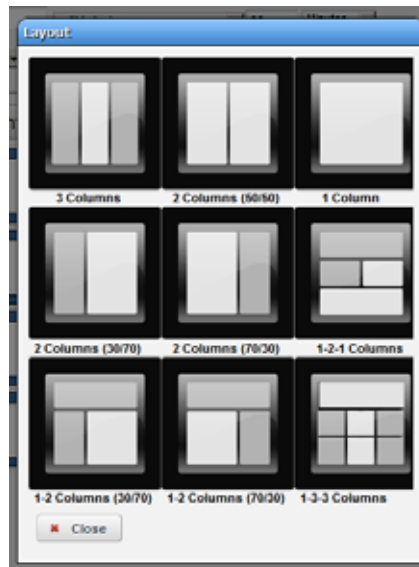 Layout
3 Columns
2 Columns (50/50)
1 Column
2 Columns (30/70)
2 Columns (70/30)
1-2-1 Columns
1-2 Columns (30/70)
1-2 Columns (70/30)
1-3-3 Columns
Close